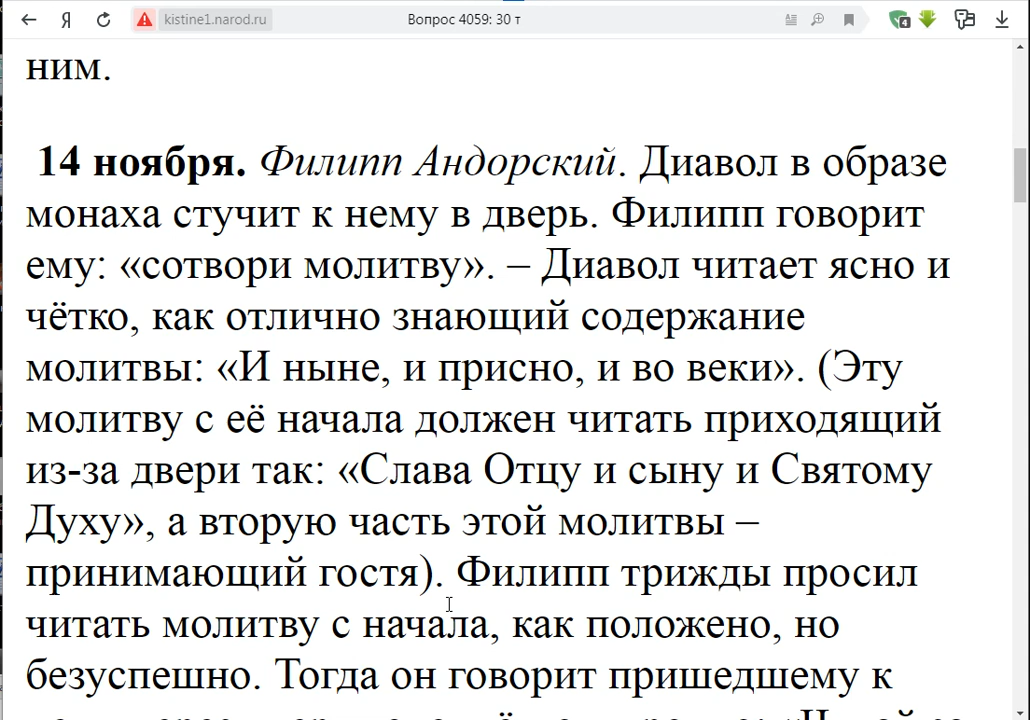 kistine1.narod.ru
Вопрос 4059: 30 т
4
ним.
14 ноября. Филипп Андорский. Диавол в образе
монаха стучит к нему в дверь. Филипп говорит
ему: «сотвори молитву». – Диавол читает ясно и
чётко, как отлично знающий содержание
молитвы: «И ныне, и присно, и во веки». (Эту
молитву с её начала должен читать приходящий
из-за двери так: «Слава Отцу и сыну и Святому
Духу», а вторую часть этой молитвы –
принимающий гостя). Филипп трижды просил
читать молитву с начала, как положено, но
безуспешно. Тогда он говорит пришедшему к